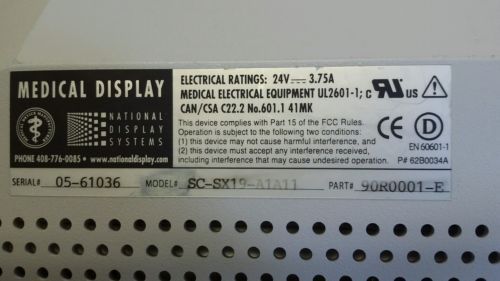 MEDICAL DISPLAY
NATIONAL
DISPLAY
SYSTEMS
PHONE 408-776-0085 • www.nationaldisplay.com
ELECTRICAL RATINGS: 24V⎓ 3.75A
MEDICAL ELECTRICAL EQUIPMENT UL2601-1;
CAN/CSA C22.2 No.601.1 41MK
This device complies with Part 15 of the FCC Rules.
Operation is subject to the following two conditions:
(1) This device may not cause harmful interference, and
(2) this device must accept any interference received,
including interference that may cause undesired operation.
C UR US
CE D
EN 60601-1
P# 62B0034A
SERIAL# 05-61036 MODEL# SC-SX19-A1A11 PART# 90R0001-E